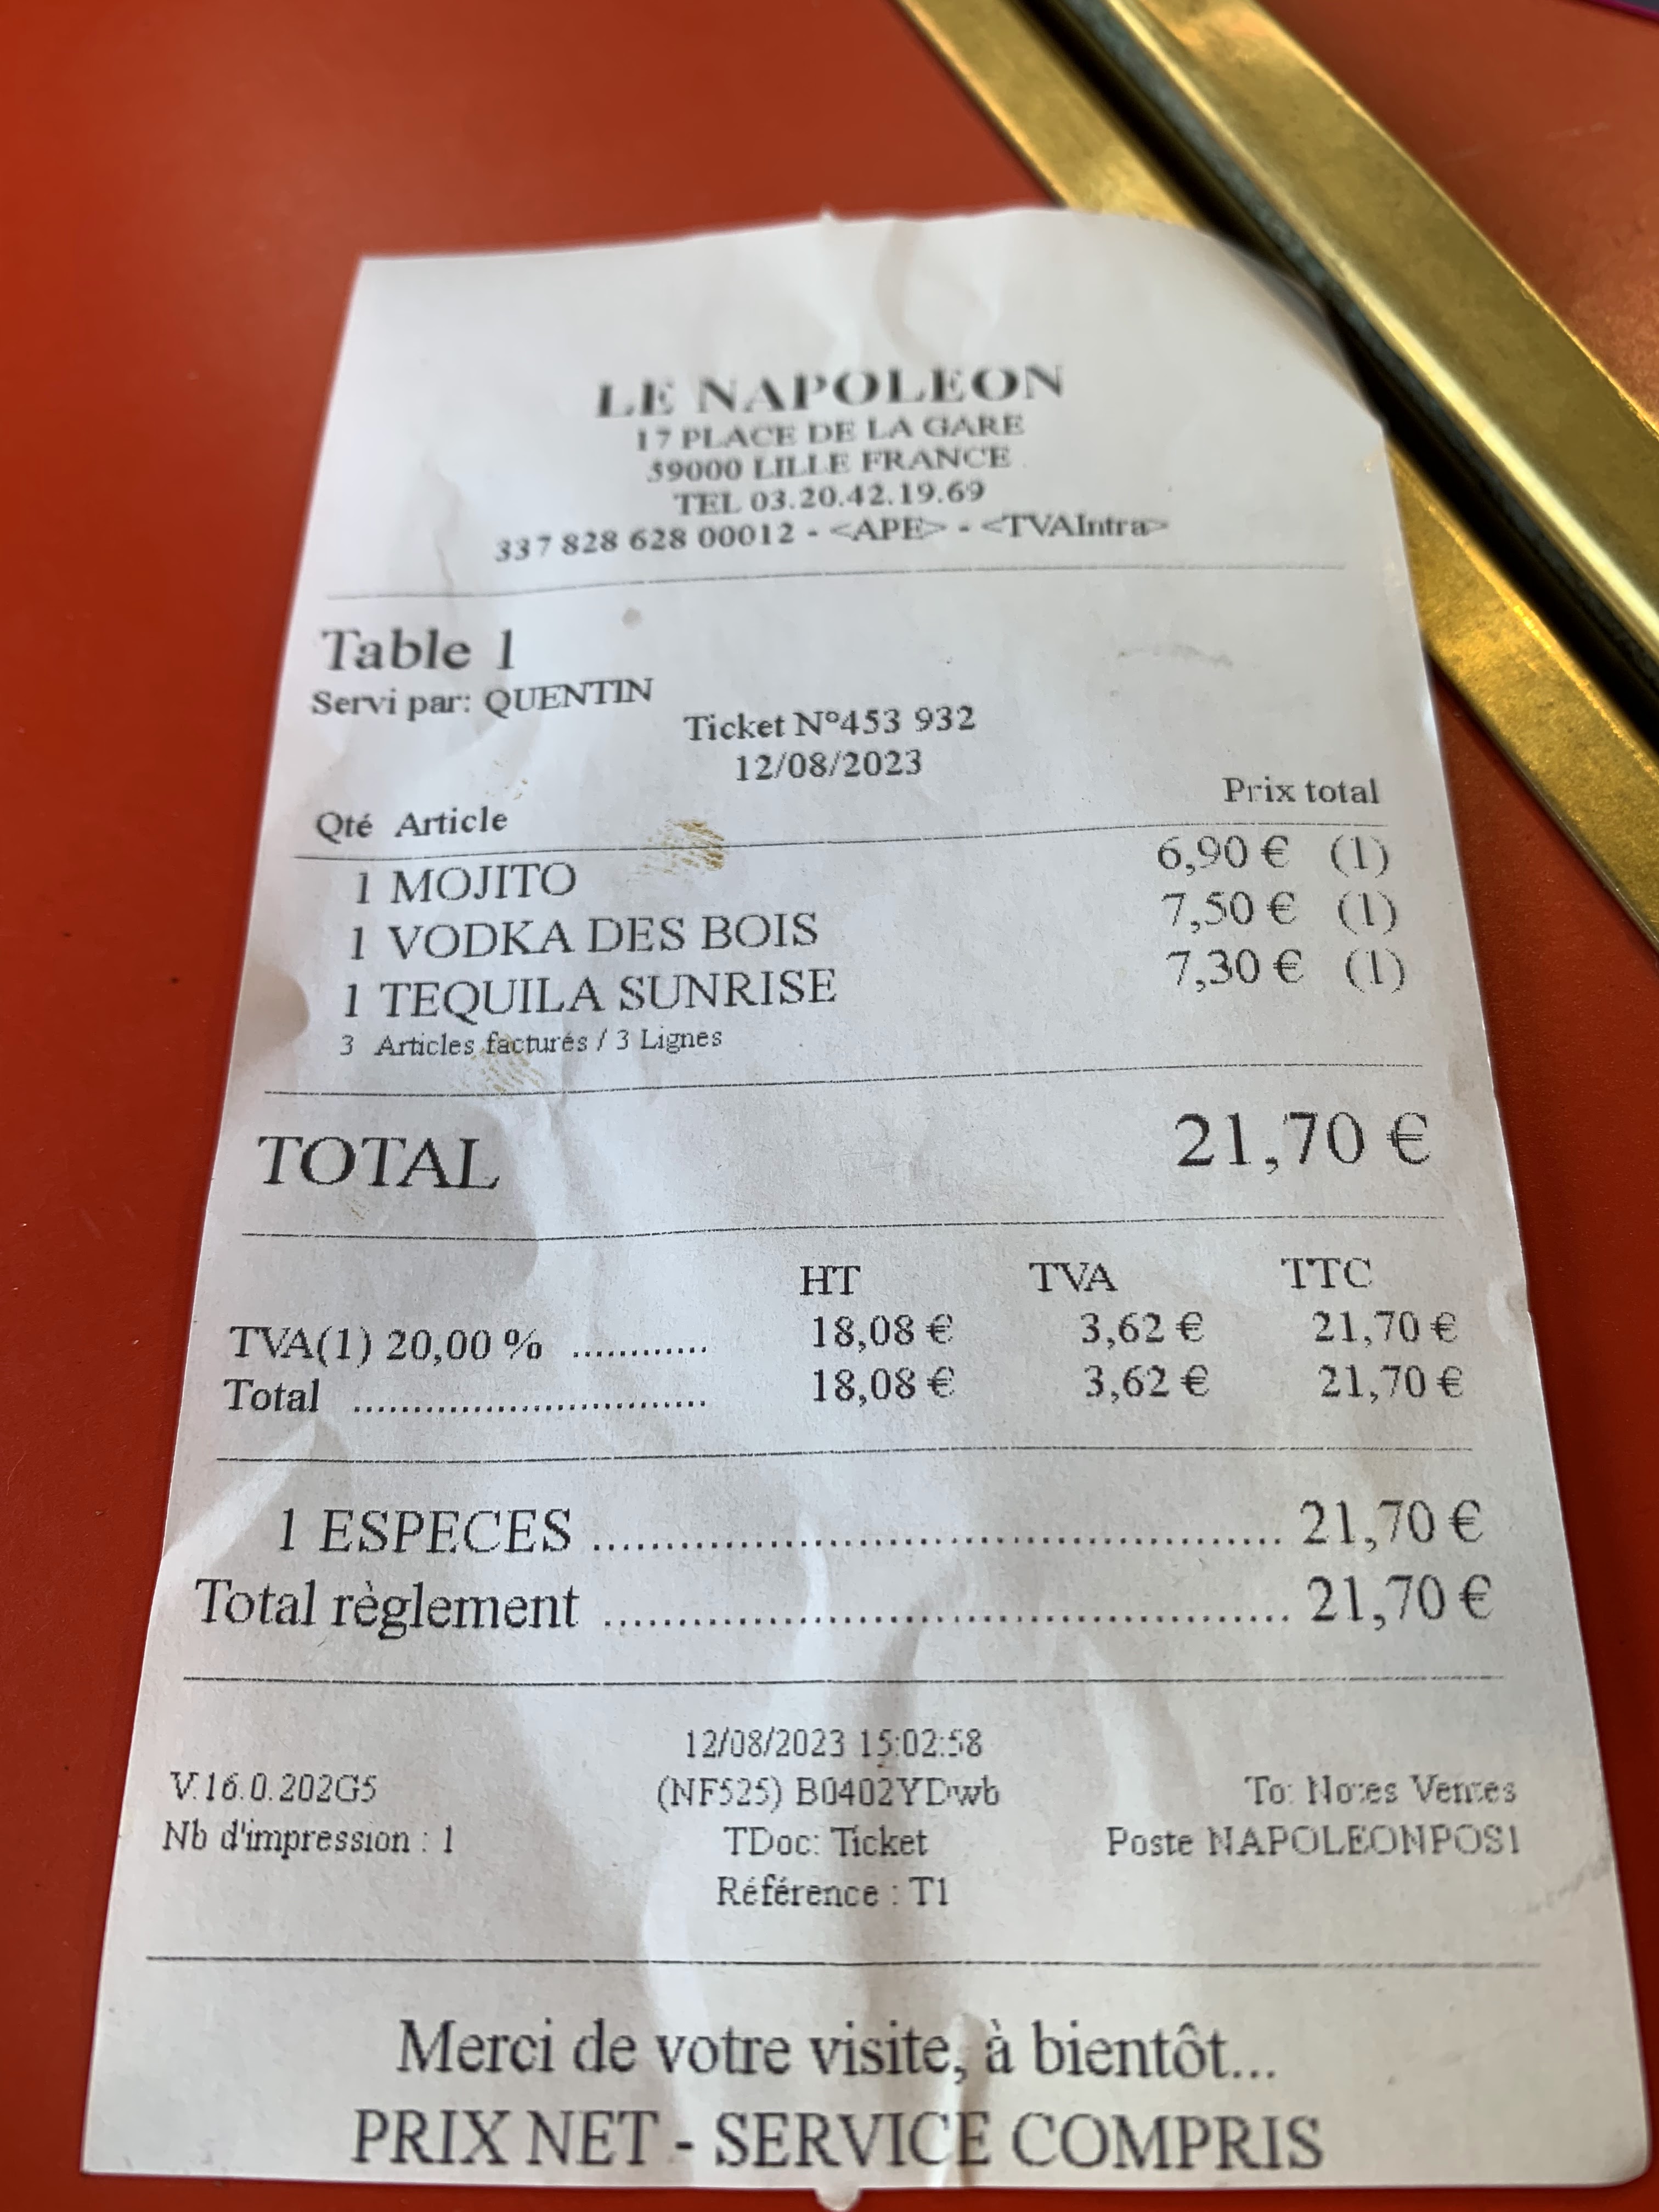 LE NAPOLEON
17 PLACE DE LA GARE
59000 LILLE FRANCE
TEL 03.20.42.19.69
337 828 628 00012 - <APE> - <TVAIntra>
Table 1
Servi par: QUENTIN
Ticket N°453 932
12/08/2023
Qté Article Prix total
1 MOJITO 6,90 € (1)
1 VODKA DES BOIS 7,50 € (1)
1 TEQUILA SUNRISE 7,30 € (1)
3 Articles facturés / 3 Lignes
TOTAL 21,70 €
HT TVA TTC
TVA(1) 20,00 % ............ 18,08 € 3,62 € 21,70 €
Total ............................... 18,08 € 3,62 € 21,70 €
1 ESPECES ............................................. 21,70 €
Total règlement ............................................. 21,70 €
12/08/2023 15:02:58
V.16.0.202G5 (NF525) B0402YDwb To: Notes Ventes
Nb d'impression : 1 TDoc: Ticket Poste NAPOLEONPOS1
Référence : T1
Merci de votre visite, à bientôt...
PRIX NET - SERVICE COMPRIS